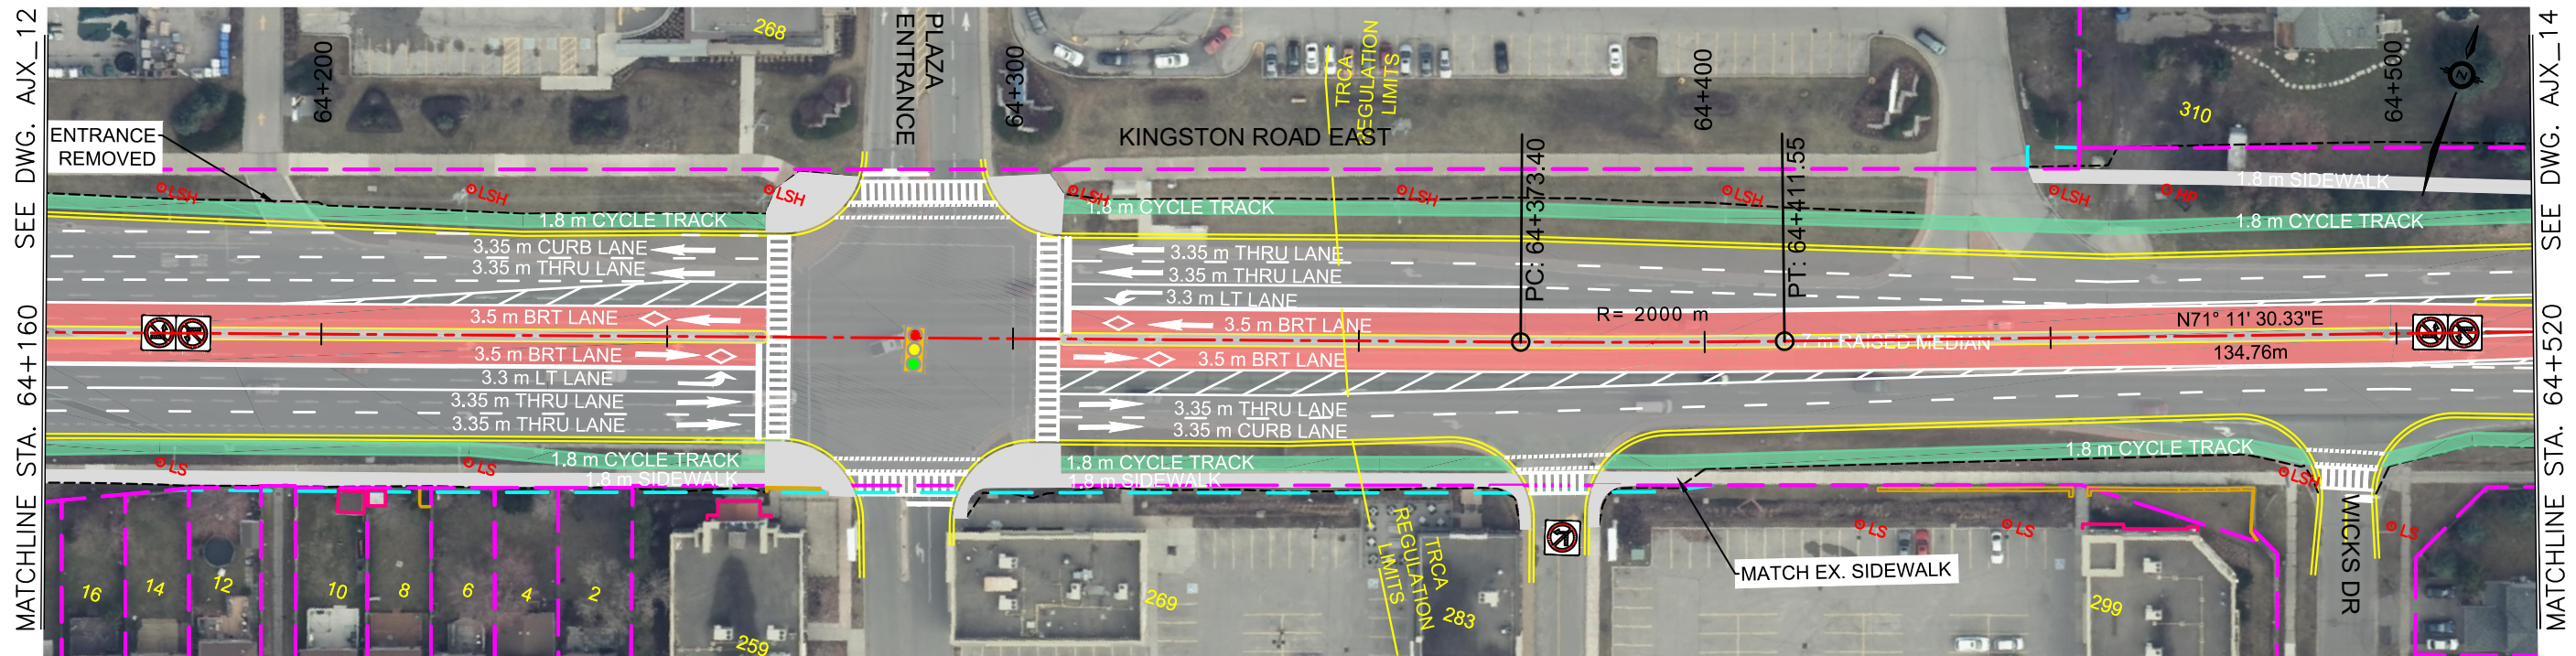 MATCHLINE STA. 64+160 SEE DWG. AJX_12
ENTRANCE
REMOVED
64+200
268
PLAZA
ENTRANCE
64+300
TRCA
REGULATION
LIMITS
KINGSTON ROAD EAST
64+400
310
64+500
PC: 64+373.40
PT: 64+411.55
LSH
LSH
LSH
LSH
LSH
LSH
LSH
HP
1.8 m SIDEWALK
1.8 m CYCLE TRACK
1.8 m CYCLE TRACK
1.8 m CYCLE TRACK
3.35 m CURB LANE
3.35 m THRU LANE
3.5 m BRT LANE
3.5 m BRT LANE
3.3 m LT LANE
3.35 m THRU LANE
3.35 m THRU LANE
3.35 m THRU LANE
3.35 m THRU LANE
3.3 m LT LANE
3.5 m BRT LANE
3.5 m BRT LANE
3.35 m THRU LANE
3.35 m CURB LANE
R= 2000 m
m RAISED MEDIAN
N71° 11' 30.33"E
134.76m
LS
LS
1.8 m CYCLE TRACK
1.8 m SIDEWALK
1.8 m CYCLE TRACK
1.8 m SIDEWALK
1.8 m CYCLE TRACK
LSH
LS
LS
LS
MATCH EX. SIDEWALK
WICKS DR
16
14
12
10
8
6
4
2
259
269
TRCA
REGULATION
LIMITS
283
299
MATCHLINE STA. 64+520 SEE DWG. AJX_14
N